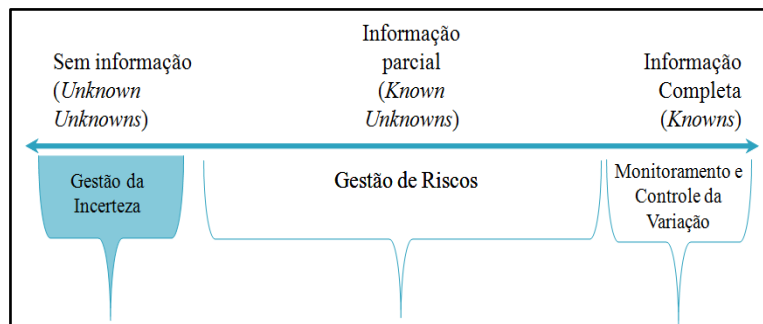 Sem informação
(Unknown
Unknowns)
Informação
parcial
(Known
Unknowns)
Informação
Completa
(Knowns)
Gestão da
Incerteza
Gestão de Riscos
Monitoramento e
Controle da
Variação